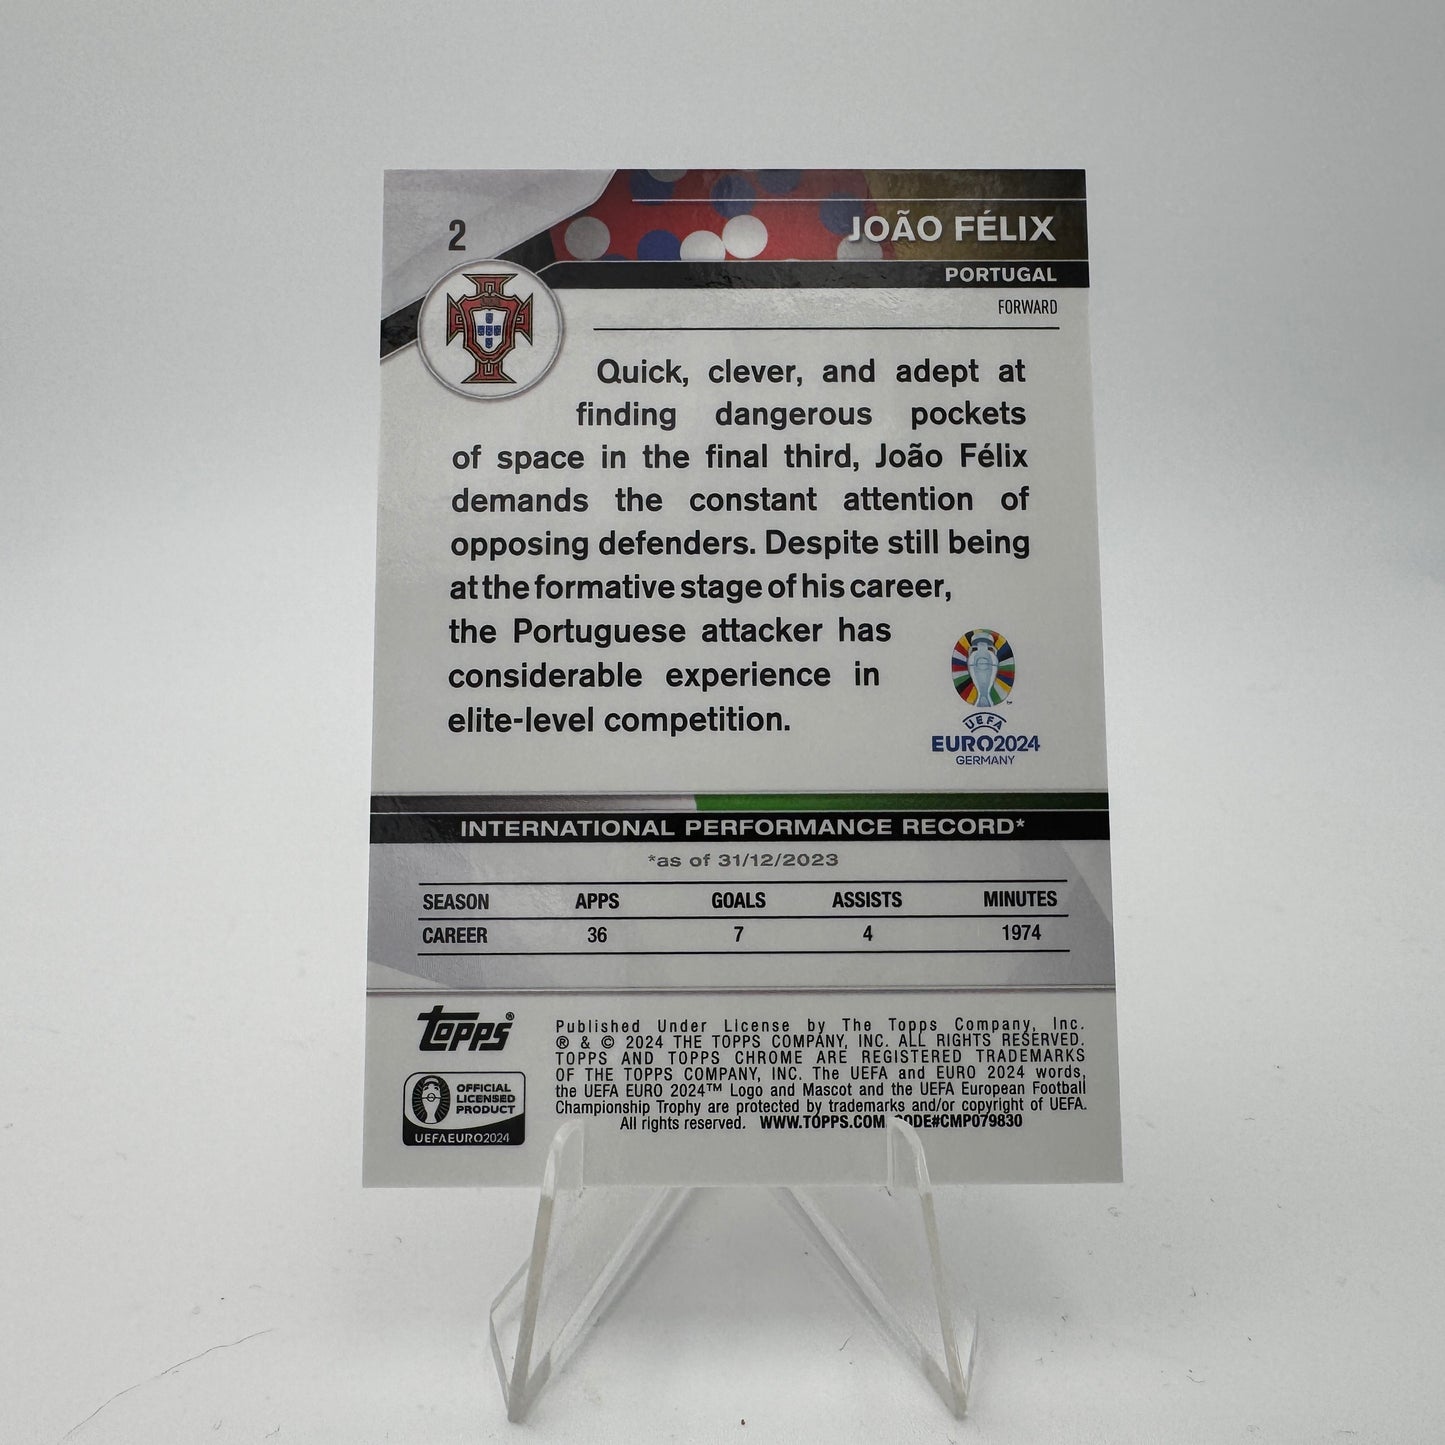 2
JOÃO FÉLIX
PORTUGAL
FORWARD
Quick, clever, and adept at
finding dangerous pockets
of space in the final third, João Félix
demands the constant attention of
opposing defenders. Despite still being
at the formative stage of his career,
the Portuguese attacker has
considerable experience in
elite-level competition.
UEFA
EURO2024
GERMANY
INTERNATIONAL PERFORMANCE RECORD*
*as of 31/12/2023
SEASON APPS GOALS ASSISTS MINUTES
CAREER 36 7 4 1974
Topps®
OFFICIAL
LICENSED
PRODUCT
UEFA EURO2024
Published Under License by The Topps Company, Inc.
® & © 2024 THE TOPPS COMPANY, INC. ALL RIGHTS RESERVED.
TOPPS AND TOPPS CHROME ARE REGISTERED TRADEMARKS
OF THE TOPPS COMPANY, INC. The UEFA and EURO 2024 words,
the UEFA EURO 2024™ Logo and Mascot and the UEFA European Football
Championship Trophy are protected by trademarks and/or copyright of UEFA.
All rights reserved. WWW.TOPPS.COM CODE#CMP079830